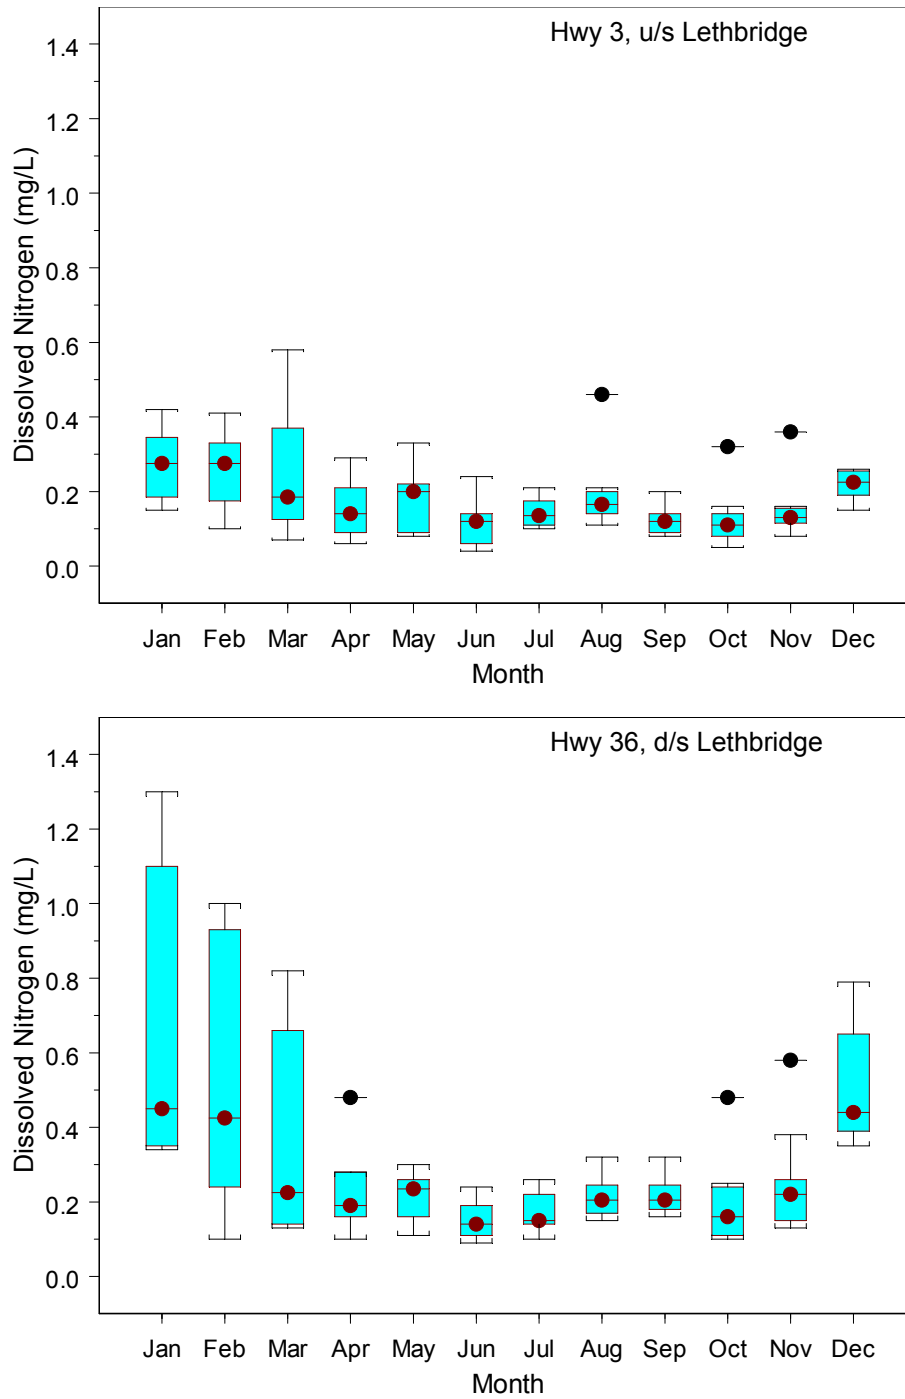 Hwy 3, u/s Lethbridge
Dissolved Nitrogen (mg/L)
1.4
1.2
1.0
0.8
0.6
0.4
0.2
0.0
Jan Feb Mar Apr May Jun Jul Aug Sep Oct Nov Dec
Month
Hwy 36, d/s Lethbridge
Dissolved Nitrogen (mg/L)
1.4
1.2
1.0
0.8
0.6
0.4
0.2
0.0
Jan Feb Mar Apr May Jun Jul Aug Sep Oct Nov Dec
Month